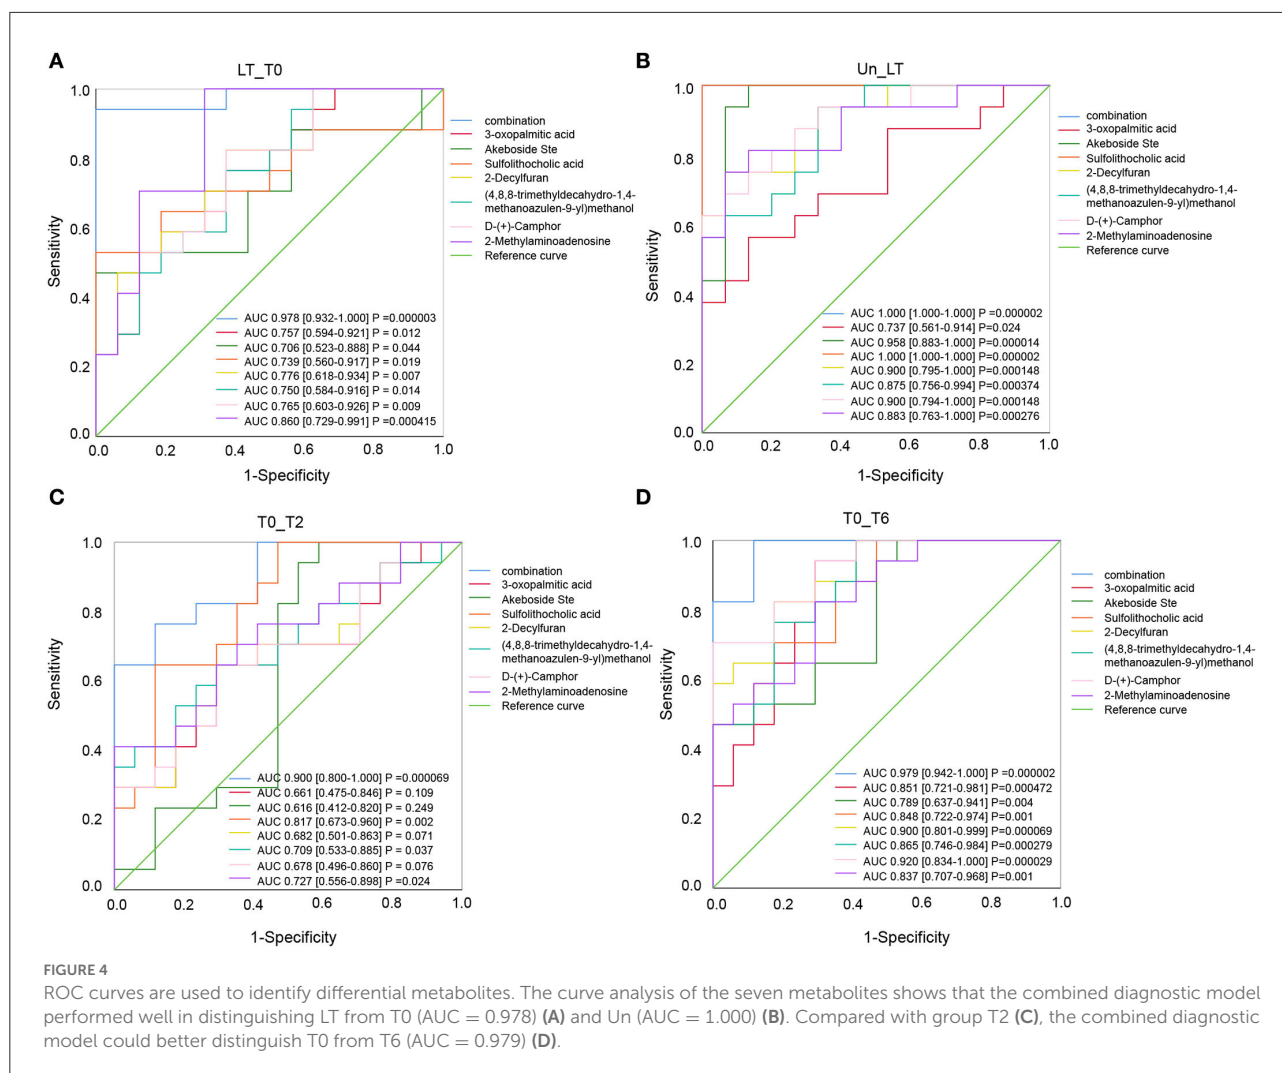 A
LT_T0
1.0
0.8
0.6
0.4
0.2
0.0
Sensitivity
0.0 0.2 0.4 0.6 0.8 1.0
1-Specificity
combination
3-oxopalmitic acid
Akeboside Ste
Sulfolithocholic acid
2-Decylfuran
(4,8,8-trimethyldecahydro-1,4-
methanoazulen-9-yl)methanol
D-(+)-Camphor
2-Methylaminoadenosine
Reference curve
AUC 0.978 [0.932-1.000] P =0.000003
AUC 0.757 [0.594-0.921] P = 0.012
AUC 0.706 [0.523-0.888] P = 0.044
AUC 0.739 [0.560-0.917] P = 0.019
AUC 0.776 [0.618-0.934] P = 0.007
AUC 0.750 [0.584-0.916] P = 0.014
AUC 0.765 [0.603-0.926] P = 0.009
AUC 0.860 [0.729-0.991] P =0.000415
B
Un_LT
1.0
0.8
0.6
0.4
0.2
0.0
Sensitivity
0.0 0.2 0.4 0.6 0.8 1.0
1-Specificity
combination
3-oxopalmitic acid
Akeboside Ste
Sulfolithocholic acid
2-Decylfuran
(4,8,8-trimethyldecahydro-1,4-
methanoazulen-9-yl)methanol
D-(+)-Camphor
2-Methylaminoadenosine
Reference curve
AUC 1.000 [1.000-1.000] P =0.000002
AUC 0.737 [0.561-0.914] P=0.024
AUC 0.958 [0.883-1.000] P=0.000014
AUC 1.000 [1.000-1.000] P=0.000002
AUC 0.900 [0.795-1.000] P=0.000148
AUC 0.875 [0.756-0.994] P=0.000374
AUC 0.900 [0.794-1.000] P=0.000148
AUC 0.883 [0.763-1.000] P=0.000276
C
T0_T2
1.0
0.8
0.6
0.4
0.2
0.0
Sensitivity
0.0 0.2 0.4 0.6 0.8 1.0
1-Specificity
combination
3-oxopalmitic acid
Akeboside Ste
Sulfolithocholic acid
2-Decylfuran
(4,8,8-trimethyldecahydro-1,4-
methanoazulen-9-yl)methanol
D-(+)-Camphor
2-Methylaminoadenosine
Reference curve
AUC 0.900 [0.800-1.000] P =0.000069
AUC 0.661 [0.475-0.846] P = 0.109
AUC 0.616 [0.412-0.820] P = 0.249
AUC 0.817 [0.673-0.960] P = 0.002
AUC 0.682 [0.501-0.863] P = 0.071
AUC 0.709 [0.533-0.885] P = 0.037
AUC 0.678 [0.496-0.860] P = 0.076
AUC 0.727 [0.556-0.898] P = 0.024
D
T0_T6
1.0
0.8
0.6
0.4
0.2
0.0
Sensitivity
0.0 0.2 0.4 0.6 0.8 1.0
1-Specificity
combination
3-oxopalmitic acid
Akeboside Ste
Sulfolithocholic acid
2-Decylfuran
(4,8,8-trimethyldecahydro-1,4-
methanoazulen-9-yl)methanol
D-(+)-Camphor
2-Methylaminoadenosine
Reference curve
AUC 0.979 [0.942-1.000] P =0.000002
AUC 0.851 [0.721-0.981] P=0.000472
AUC 0.789 [0.637-0.941] P=0.004
AUC 0.848 [0.722-0.974] P=0.001
AUC 0.900 [0.801-0.999] P=0.000069
AUC 0.865 [0.746-0.984] P=0.000279
AUC 0.920 [0.834-1.000] P=0.000029
AUC 0.837 [0.707-0.968] P=0.001
FIGURE 4
ROC curves are used to identify differential metabolites. The curve analysis of the seven metabolites shows that the combined diagnostic model
performed well in distinguishing LT from T0 (AUC = 0.978) (A) and Un (AUC = 1.000) (B). Compared with group T2 (C), the combined diagnostic
model could better distinguish T0 from T6 (AUC = 0.979) (D).